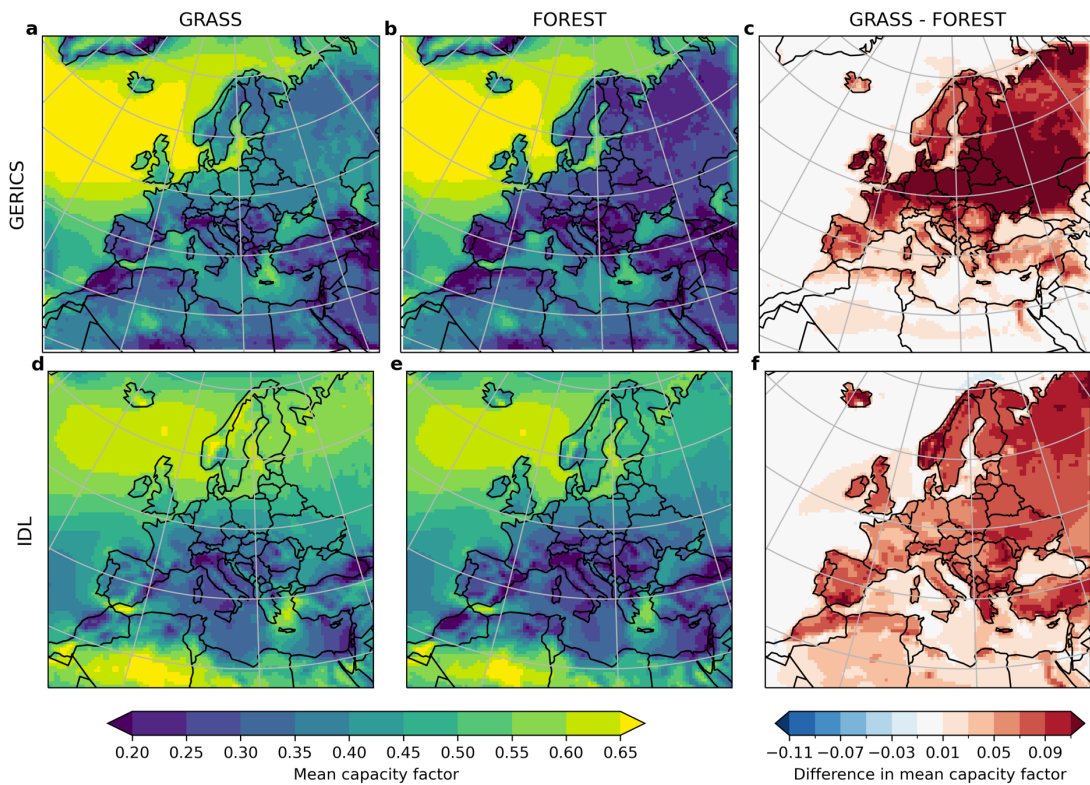 GRASS
FOREST
GRASS - FOREST
a
b
c
GERICS
d
e
f
IDL
0.20 0.25 0.30 0.35 0.40 0.45 0.50 0.55 0.60 0.65
Mean capacity factor
−0.11 −0.07 −0.03 0.01 0.05 0.09
Difference in mean capacity factor